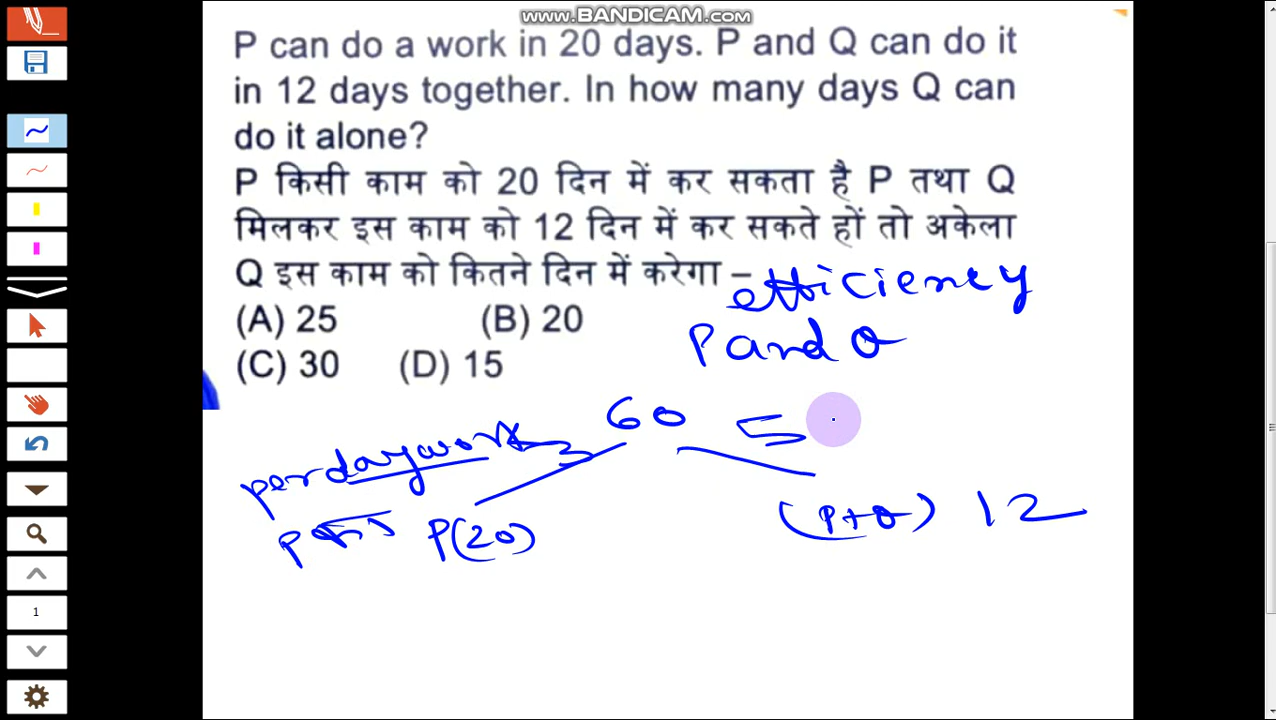 WWW.BANDICAM.COM
P can do a work in 20 days. P and Q can do it
in 12 days together. In how many days Q can
do it alone?
P किसी काम को 20 दिन में कर सकता है P तथा Q
मिलकर इस काम को 12 दिन में कर सकते हों तो अकेला
Q इस काम को कितने दिन में करेगा –
efficiency
(A) 25 (B) 20
P and Q
(C) 30 (D) 15
60 5
per day work 3
P(20) (P+Q) 12
1